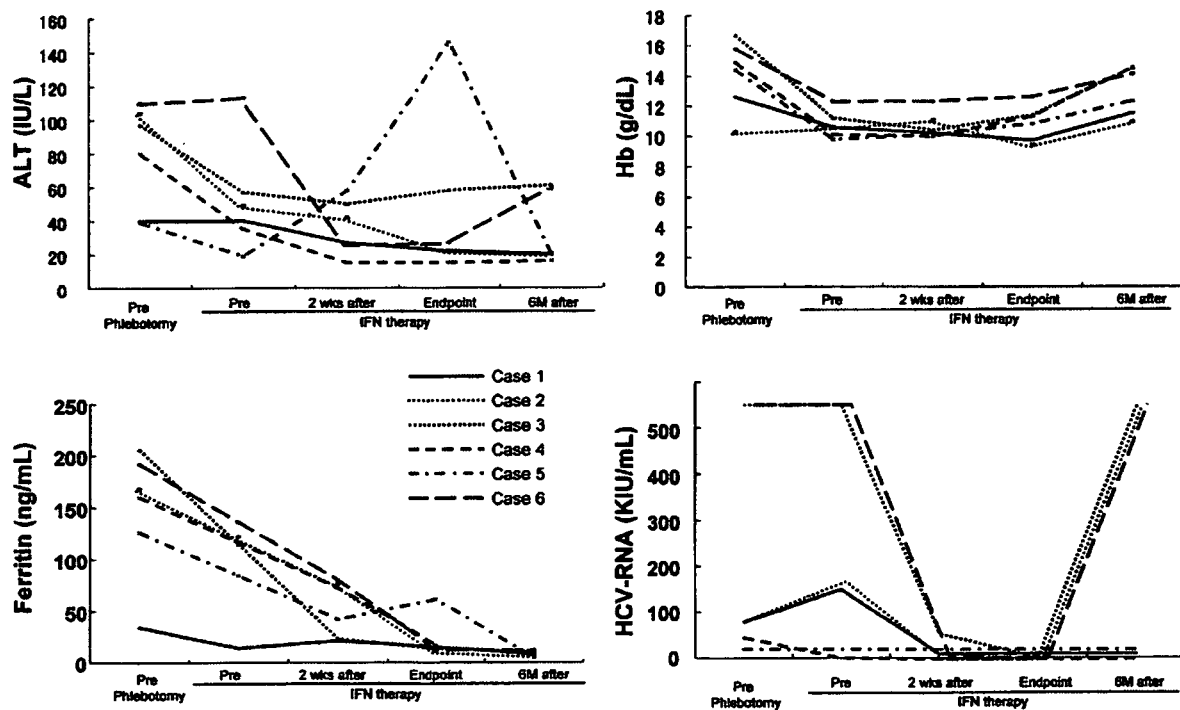 ALT (IU/L)
160
140
120
100
80
60
40
20
0
Pre
Phlebotomy
Pre
2 wks after
Endpoint
6M after
IFN therapy
Hb (g/dL)
18
16
14
12
10
8
6
4
2
0
Pre
Phlebotomy
Pre
2 wks after
Endpoint
6M after
IFN therapy
Ferritin (ng/mL)
250
200
150
100
50
0
Pre
Phlebotomy
Pre
2 wks after
Endpoint
6M after
IFN therapy
Case 1
Case 2
Case 3
Case 4
Case 5
Case 6
HCV-RNA (KIU/mL)
500
400
300
200
100
0
Pre
Phlebotomy
Pre
2 wks after
Endpoint
6M after
IFN therapy